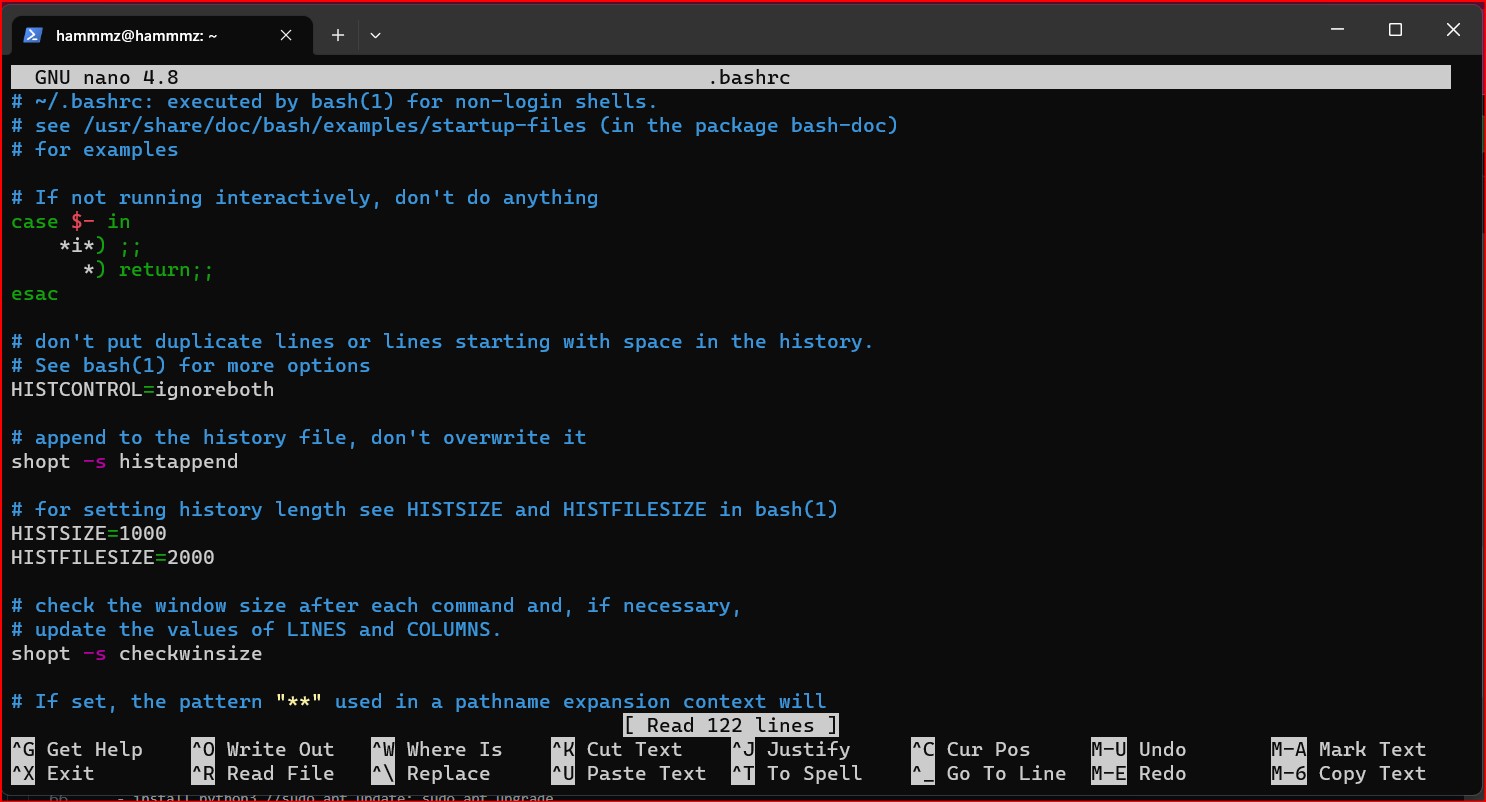 hammmz@hammmz: ~
GNU nano 4.8 .bashrc
# ~/.bashrc: executed by bash(1) for non-login shells.
# see /usr/share/doc/bash/examples/startup-files (in the package bash-doc)
# for examples

# If not running interactively, don't do anything
case $- in
    *i*) ;;
      *) return;;
esac

# don't put duplicate lines or lines starting with space in the history.
# See bash(1) for more options
HISTCONTROL=ignoreboth

# append to the history file, don't overwrite it
shopt -s histappend

# for setting history length see HISTSIZE and HISTFILESIZE in bash(1)
HISTSIZE=1000
HISTFILESIZE=2000

# check the window size after each command and, if necessary,
# update the values of LINES and COLUMNS.
shopt -s checkwinsize

# If set, the pattern "**" used in a pathname expansion context will
[ Read 122 lines ]
^G Get Help ^O Write Out ^W Where Is ^K Cut Text ^J Justify ^C Cur Pos M-U Undo M-A Mark Text
^X Exit ^R Read File ^\ Replace ^U Paste Text ^T To Spell ^_ Go To Line M-E Redo M-6 Copy Text